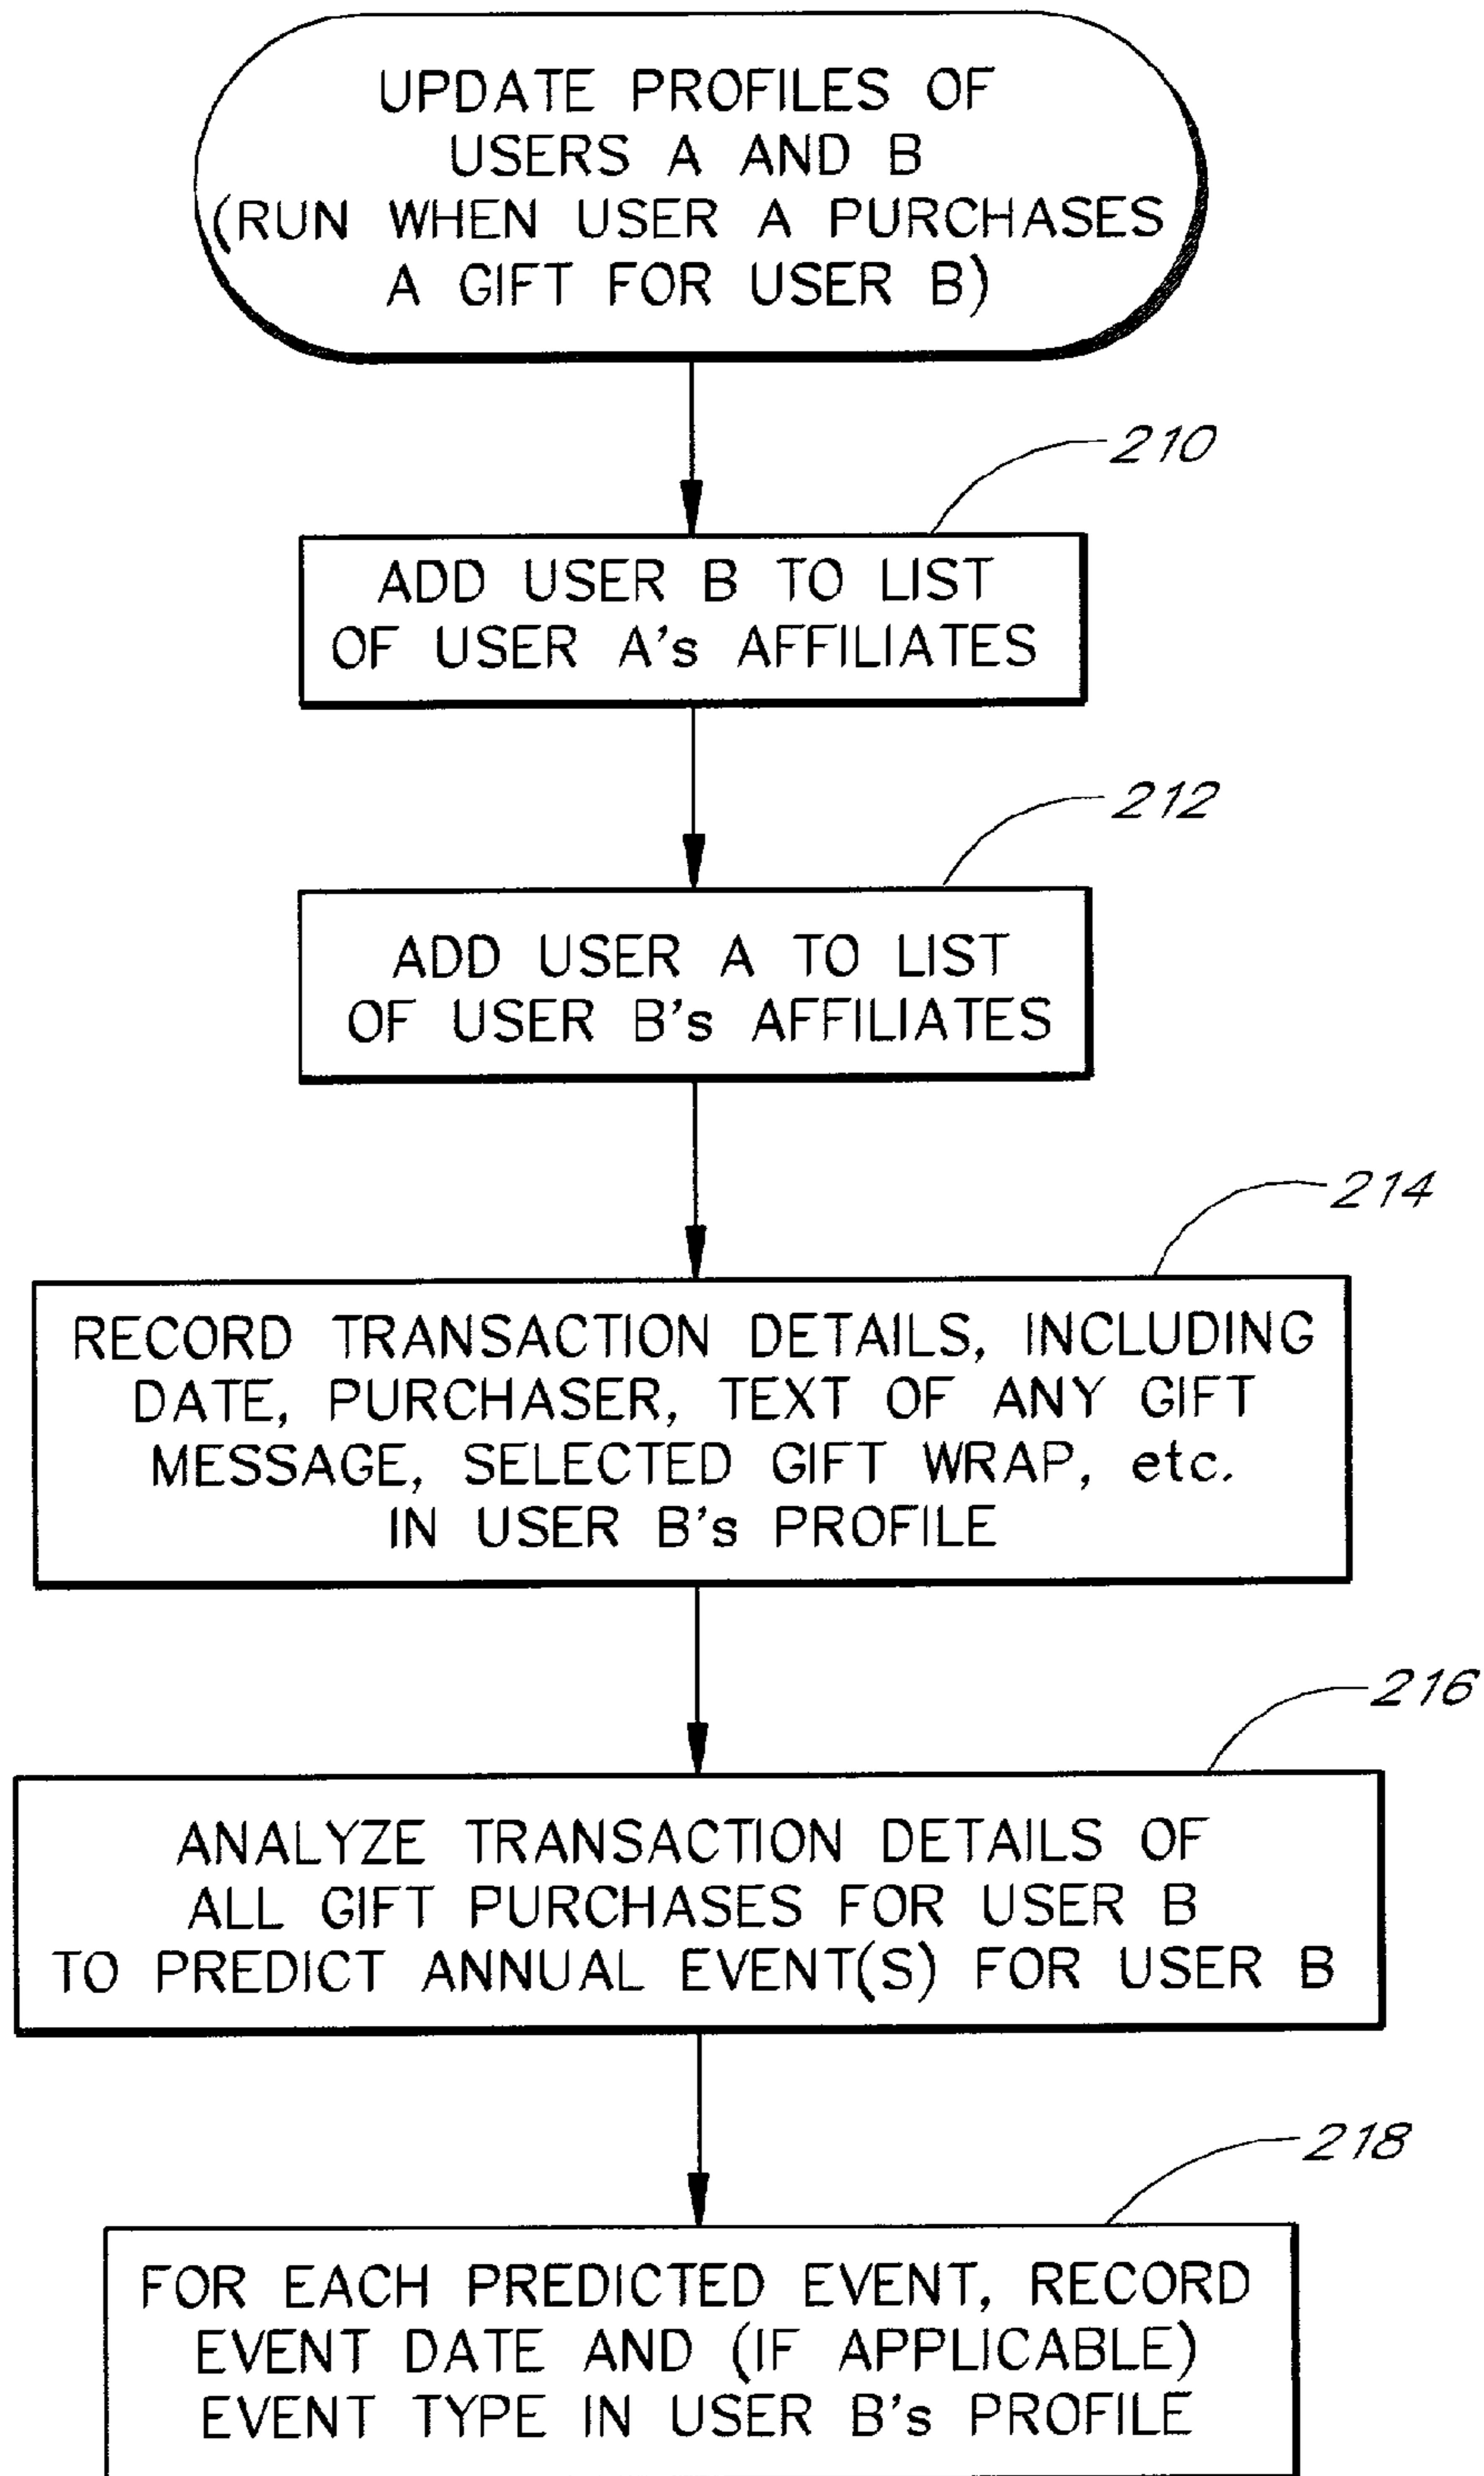 UPDATE PROFILES OF
USERS A AND B
(RUN WHEN USER A PURCHASES
A GIFT FOR USER B)
210
ADD USER B TO LIST
OF USER A's AFFILIATES
212
ADD USER A TO LIST
OF USER B's AFFILIATES
214
RECORD TRANSACTION DETAILS, INCLUDING
DATE, PURCHASER, TEXT OF ANY GIFT
MESSAGE, SELECTED GIFT WRAP, etc.
IN USER B's PROFILE
216
ANALYZE TRANSACTION DETAILS OF
ALL GIFT PURCHASES FOR USER B
TO PREDICT ANNUAL EVENT(S) FOR USER B
218
FOR EACH PREDICTED EVENT, RECORD
EVENT DATE AND (IF APPLICABLE)
EVENT TYPE IN USER B's PROFILE